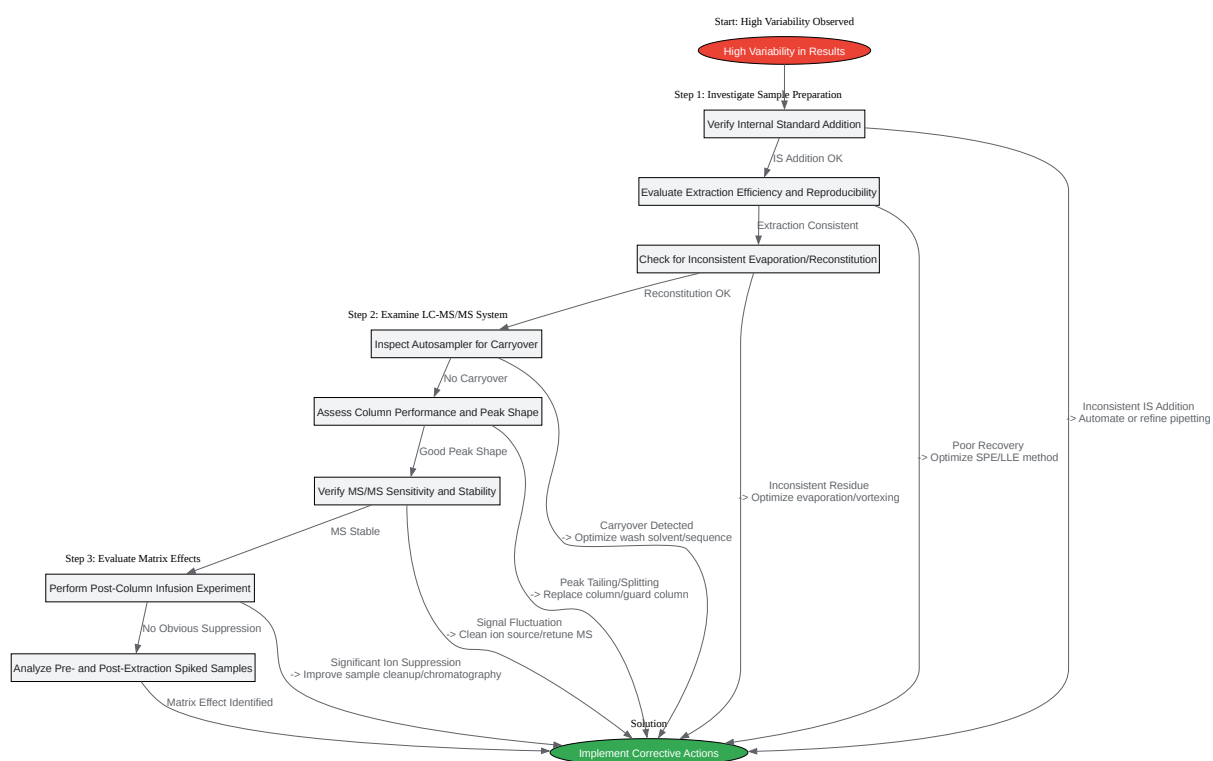 Start: High Variability Observed
High Variability in Results
Step 1: Investigate Sample Preparation
Verify Internal Standard Addition
IS Addition OK
Evaluate Extraction Efficiency and Reproducibility
Extraction Consistent
Check for Inconsistent Evaporation/Reconstitution
Reconstitution OK
Step 2: Examine LC-MS/MS System
Inspect Autosampler for Carryover
No Carryover
Assess Column Performance and Peak Shape
Inconsistent IS Addition
-> Automate or refine pipetting
Good Peak Shape
Poor Recovery
-> Optimize SPE/LLE method
Verify MS/MS Sensitivity and Stability
Inconsistent Residue
-> Optimize evaporation/vortexing
MS Stable
Carryover Detected
-> Optimize wash solvent/sequence
Step 3: Evaluate Matrix Effects
Perform Post-Column Infusion Experiment
Peak Tailing/Splitting
-> Replace column/guard column
No Obvious Suppression
Signal Fluctuation
-> Clean ion source/retune MS
Analyze Pre- and Post-Extraction Spiked Samples
Significant Ion Suppression
-> Improve sample cleanup/chromatography
Matrix Effect Identified
Solution
Implement Corrective Actions